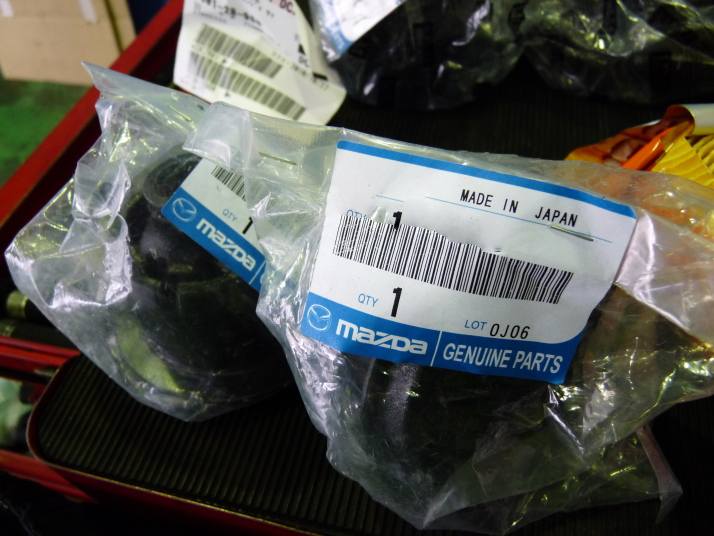 QTY 1
mazda
MADE IN JAPAN
QTY 1
QTY 1
LOT 0J06
mazda GENUINE PARTS